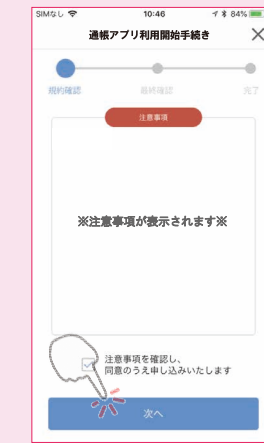 SIMなし 10:46 84%
通帳アプリ利用開始手続き ×
規約確認 最終確認 完了
注意事項
※注意事項が表示されます※
注意事項を確認し、
同意のうえ申し込みいたします
次へ